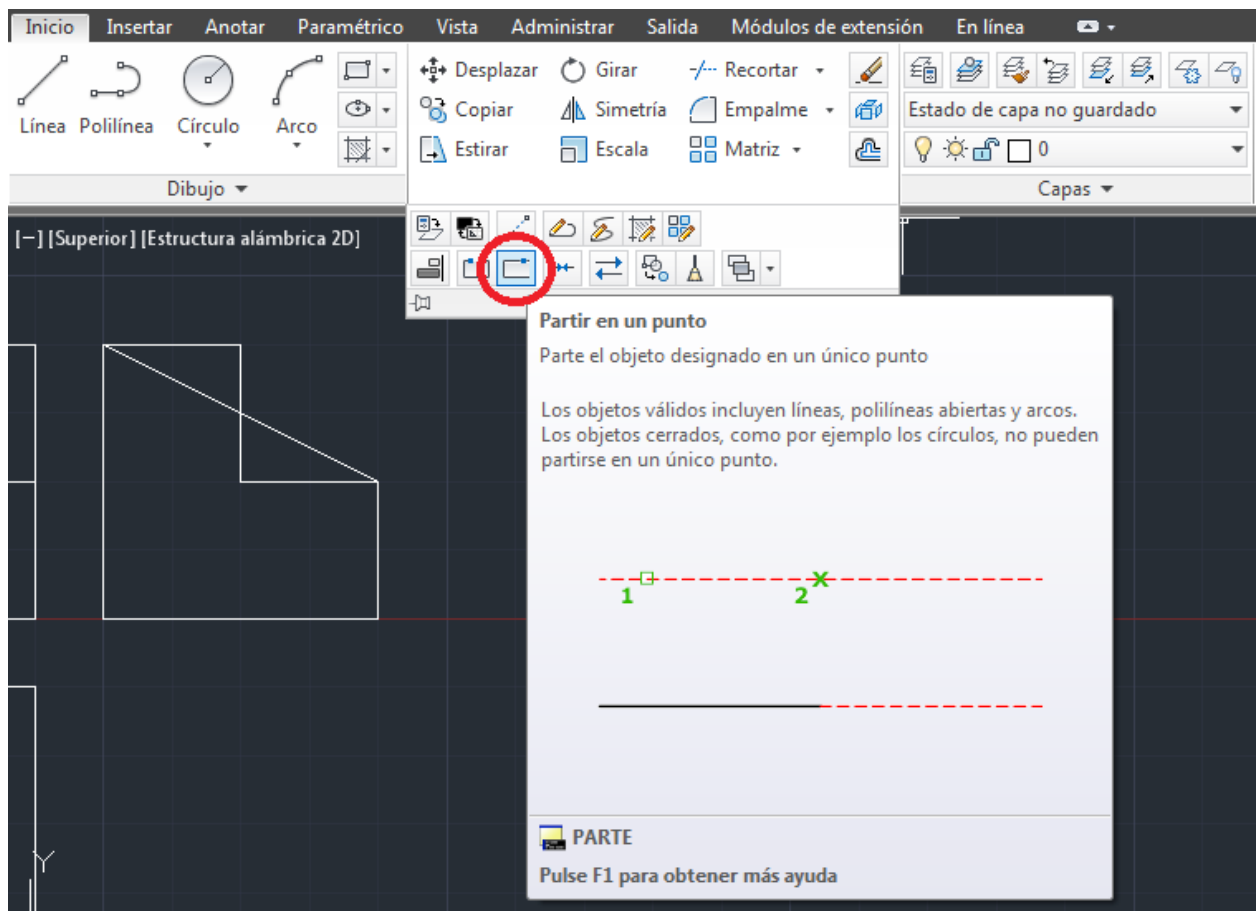 Inicio Insertar Anotar Paramétrico Vista Administrar Salida Módulos de extensión En línea
Desplazar Girar Recortar
Copiar Simetría Empalme Estado de capa no guardado
Línea Polilínea Círculo Arco
Estirar Escala Matriz 0
Dibujo Capas
[−] [Superior] [Estructura alámbrica 2D]
Partir en un punto
Parte el objeto designado en un único punto
Los objetos válidos incluyen líneas, polilíneas abiertas y arcos.
Los objetos cerrados, como por ejemplo los círculos, no pueden
partirse en un único punto.
1 2
PARTE
Y
Pulse F1 para obtener más ayuda